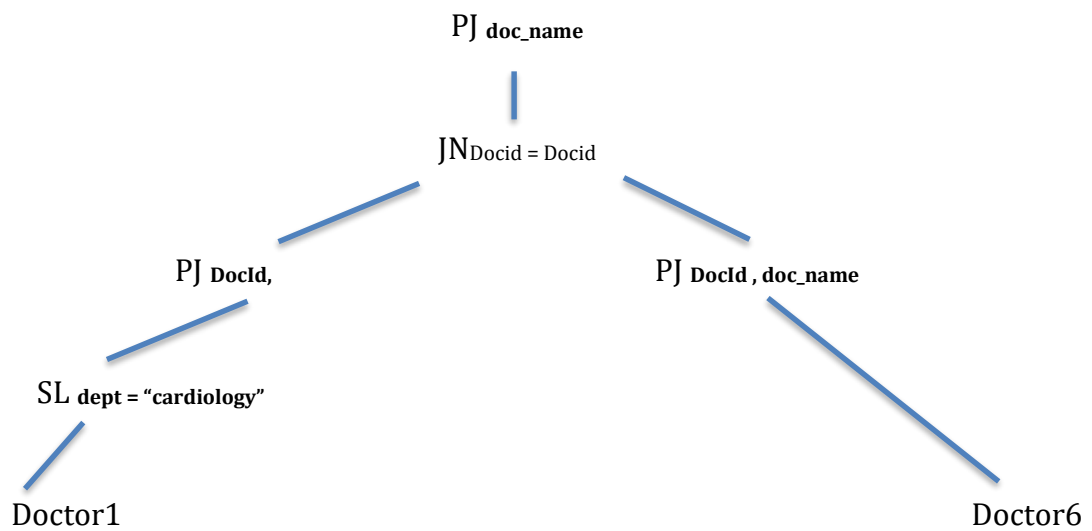 PJ doc_name
JNDocid = Docid
PJ DocId,
PJ DocId , doc_name
SL dept = “cardiology”
Doctor1
Doctor6